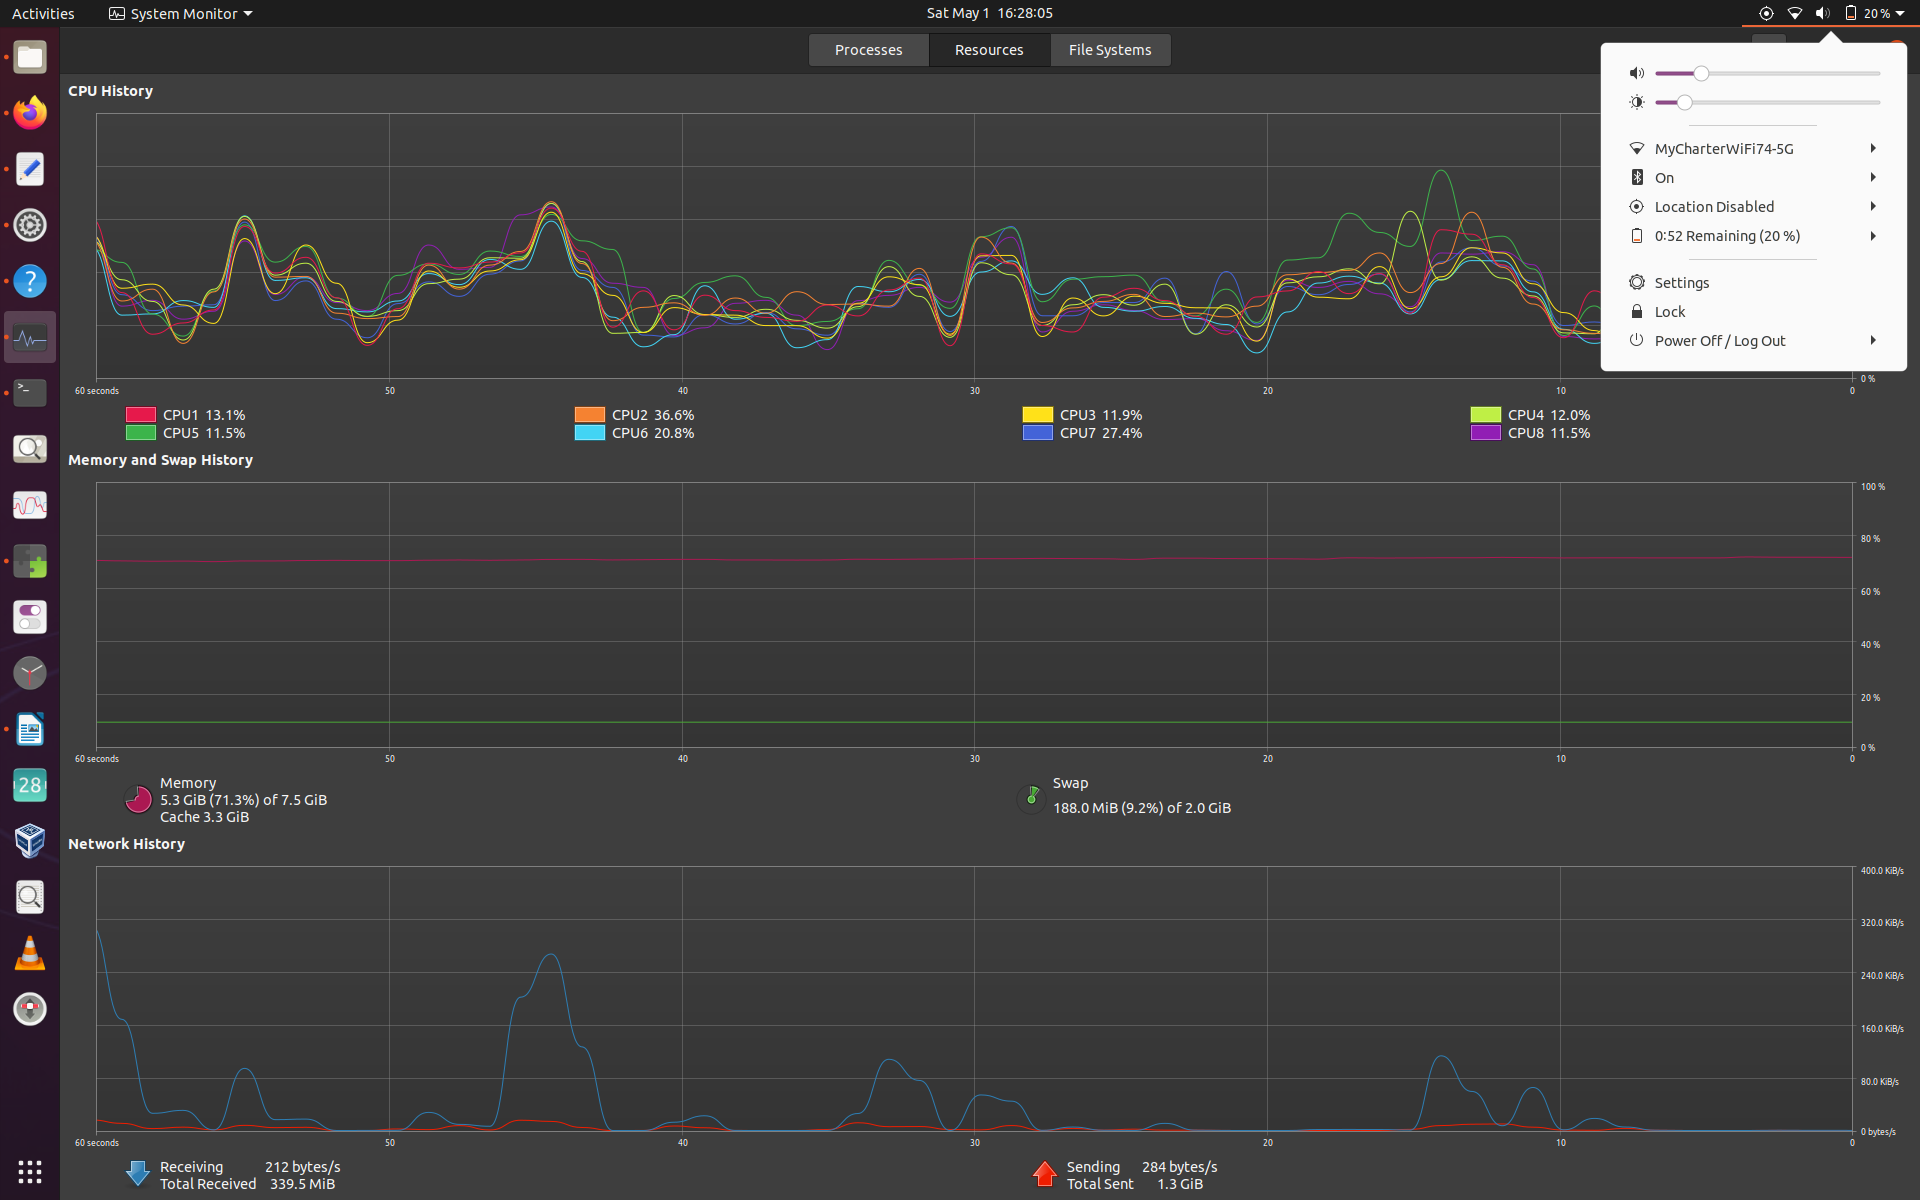 Activities System Monitor Sat May 1 16:28:05 20 %
Processes Resources File Systems
CPU History
MyCharterWiFi74-5G
On
Location Disabled
0:52 Remaining (20 %)
Settings
Lock
Power Off / Log Out
0 %
60 seconds 50 40 30 20 10 0
CPU1 13.1% CPU2 36.6% CPU3 11.9% CPU4 12.0%
CPU5 11.5% CPU6 20.8% CPU7 27.4% CPU8 11.5%
Memory and Swap History
100 %
80 %
60 %
40 %
20 %
0 %
60 seconds 50 40 30 20 10 0
Memory
5.3 GiB (71.3%) of 7.5 GiB
Cache 3.3 GiB
Swap
188.0 MiB (9.2%) of 2.0 GiB
Network History
400.0 KiB/s
320.0 KiB/s
240.0 KiB/s
160.0 KiB/s
80.0 KiB/s
0 bytes/s
60 seconds 50 40 30 20 10 0
Receiving 212 bytes/s
Total Received 339.5 MiB
Sending 284 bytes/s
Total Sent 1.3 GiB
28